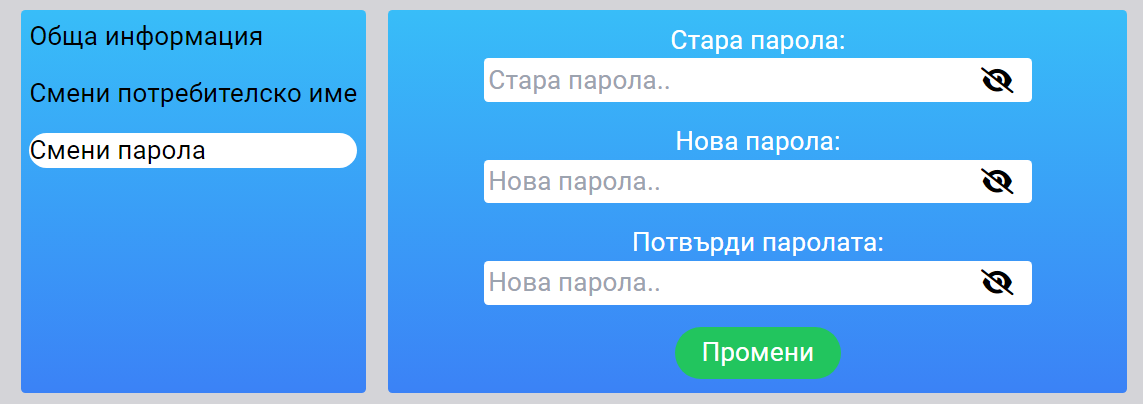 Обща информация
Смени потребителско име
Смени парола
Стара парола:
Стара парола..
Нова парола:
Нова парола..
Потвърди паролата:
Нова парола..
Промени